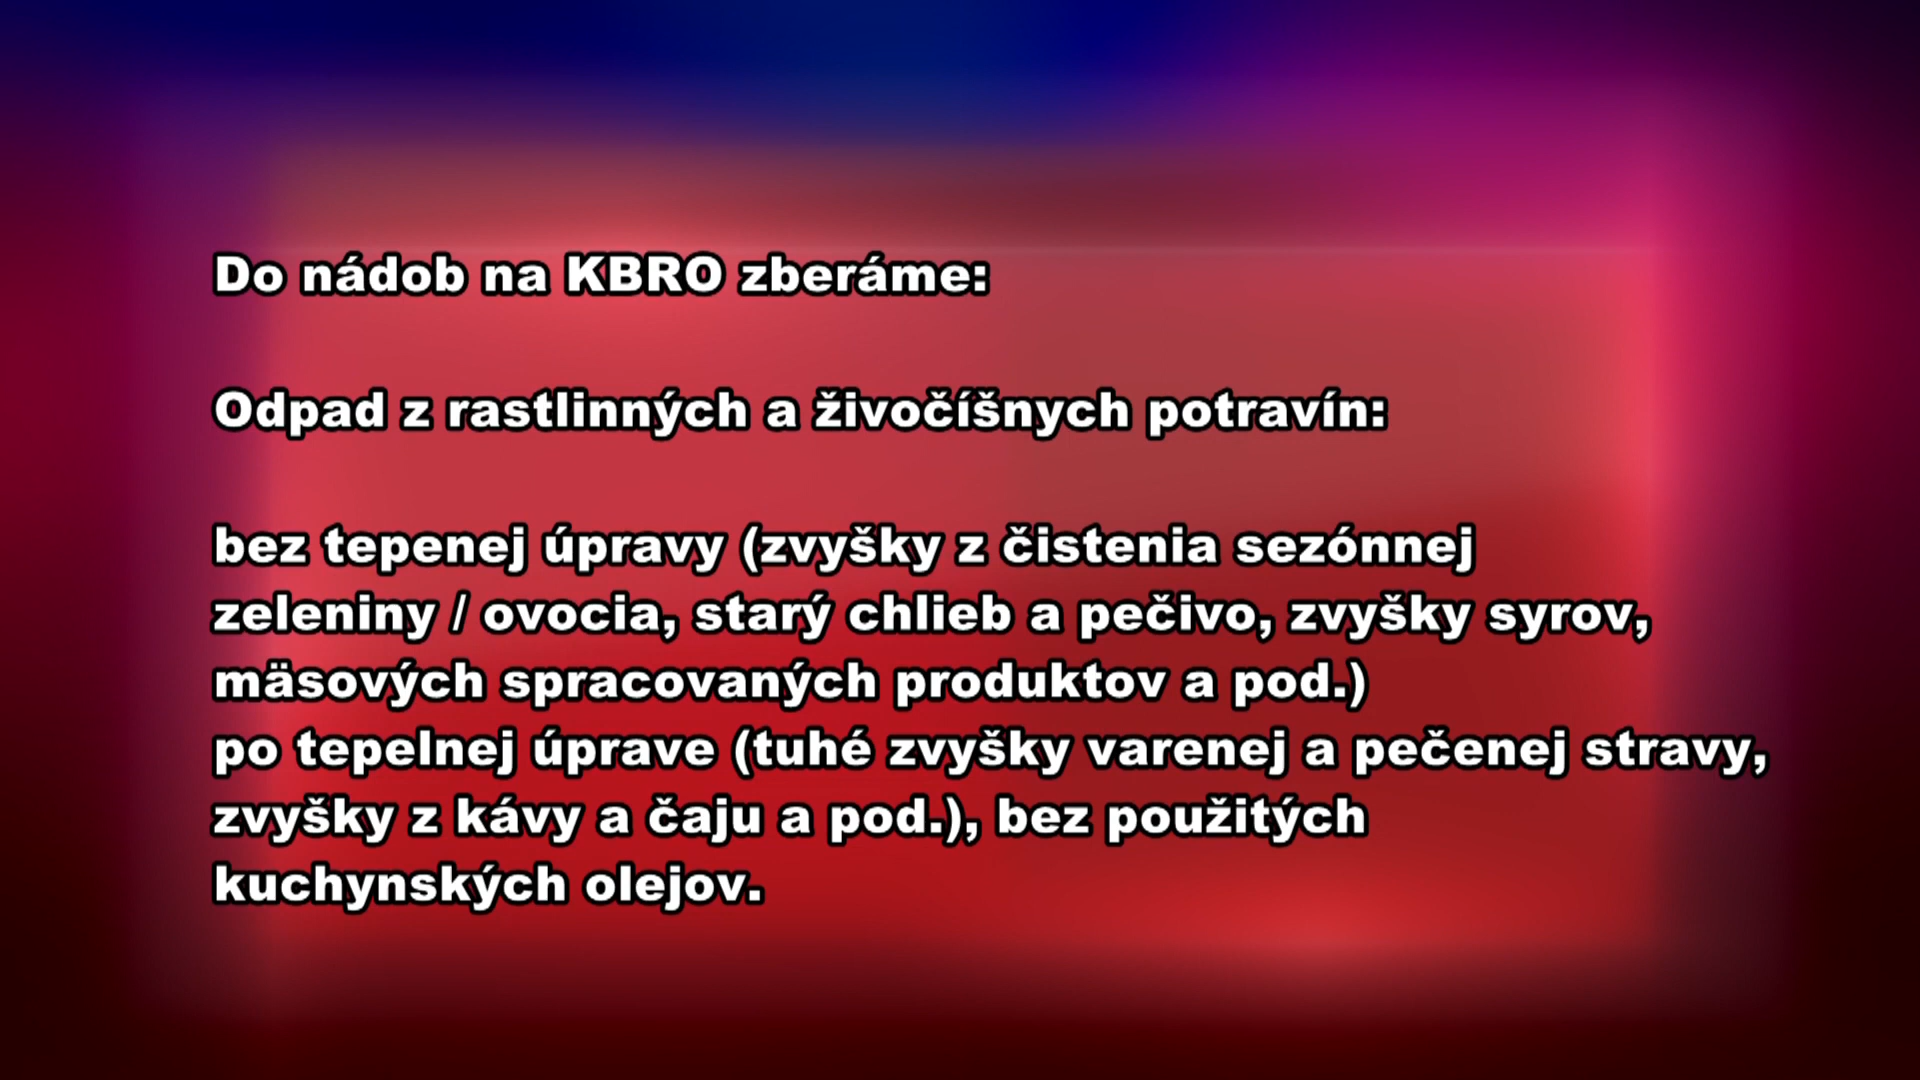 Do nádob na KBRO zberáme:
Odpad z rastlinných a živočíšnych potravín:
bez tepenej úpravy (zvyšky z čistenia sezónnej
zeleniny / ovocia, starý chlieb a pečivo, zvyšky syrov,
mäsových spracovaných produktov a pod.)
po tepelnej úprave (tuhé zvyšky varenej a pečenej stravy,
zvyšky z kávy a čaju a pod.), bez použitých
kuchynských olejov.